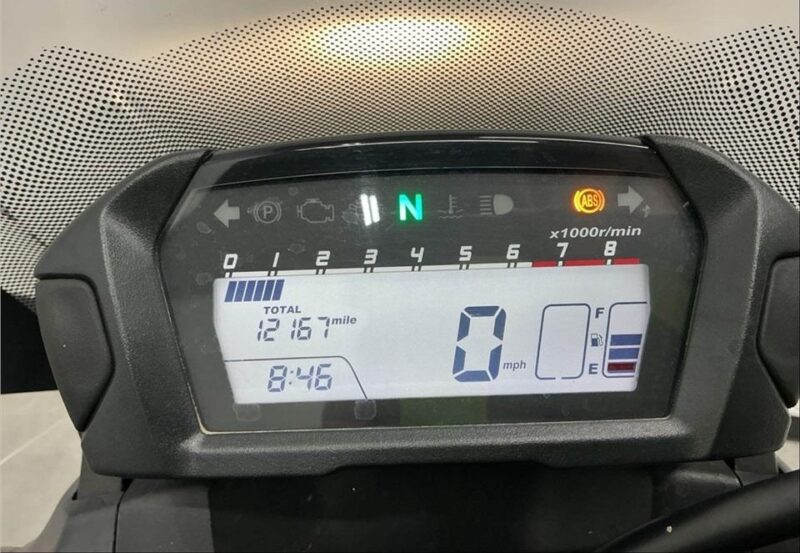 P N ABS
x1000r/min
0 1 2 3 4 5 6 7 8
TOTAL
12167 mile
8:46
0 mph
F
E